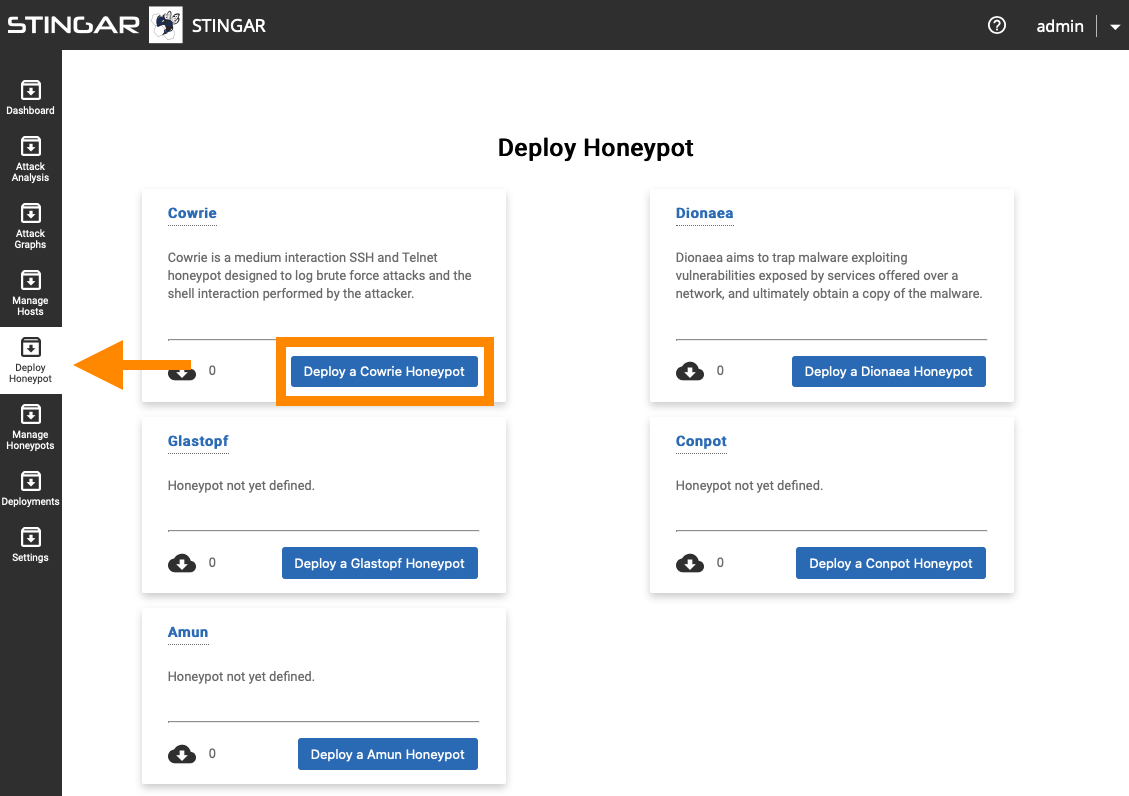 STINGAR STINGAR
admin
Dashboard
Attack
Analysis
Attack
Graphs
Manage
Hosts
Deploy
Honeypot
Manage
Honeypots
Deployments
Settings
Deploy Honeypot
Cowrie
Cowrie is a medium interaction SSH and Telnet
honeypot designed to log brute force attacks and the
shell interaction performed by the attacker.
0 Deploy a Cowrie Honeypot
Dionaea
Dionaea aims to trap malware exploiting
vulnerabilities exposed by services offered over a
network, and ultimately obtain a copy of the malware.
0 Deploy a Dionaea Honeypot
Glastopf
Honeypot not yet defined.
0 Deploy a Glastopf Honeypot
Conpot
Honeypot not yet defined.
0 Deploy a Conpot Honeypot
Amun
Honeypot not yet defined.
0 Deploy a Amun Honeypot